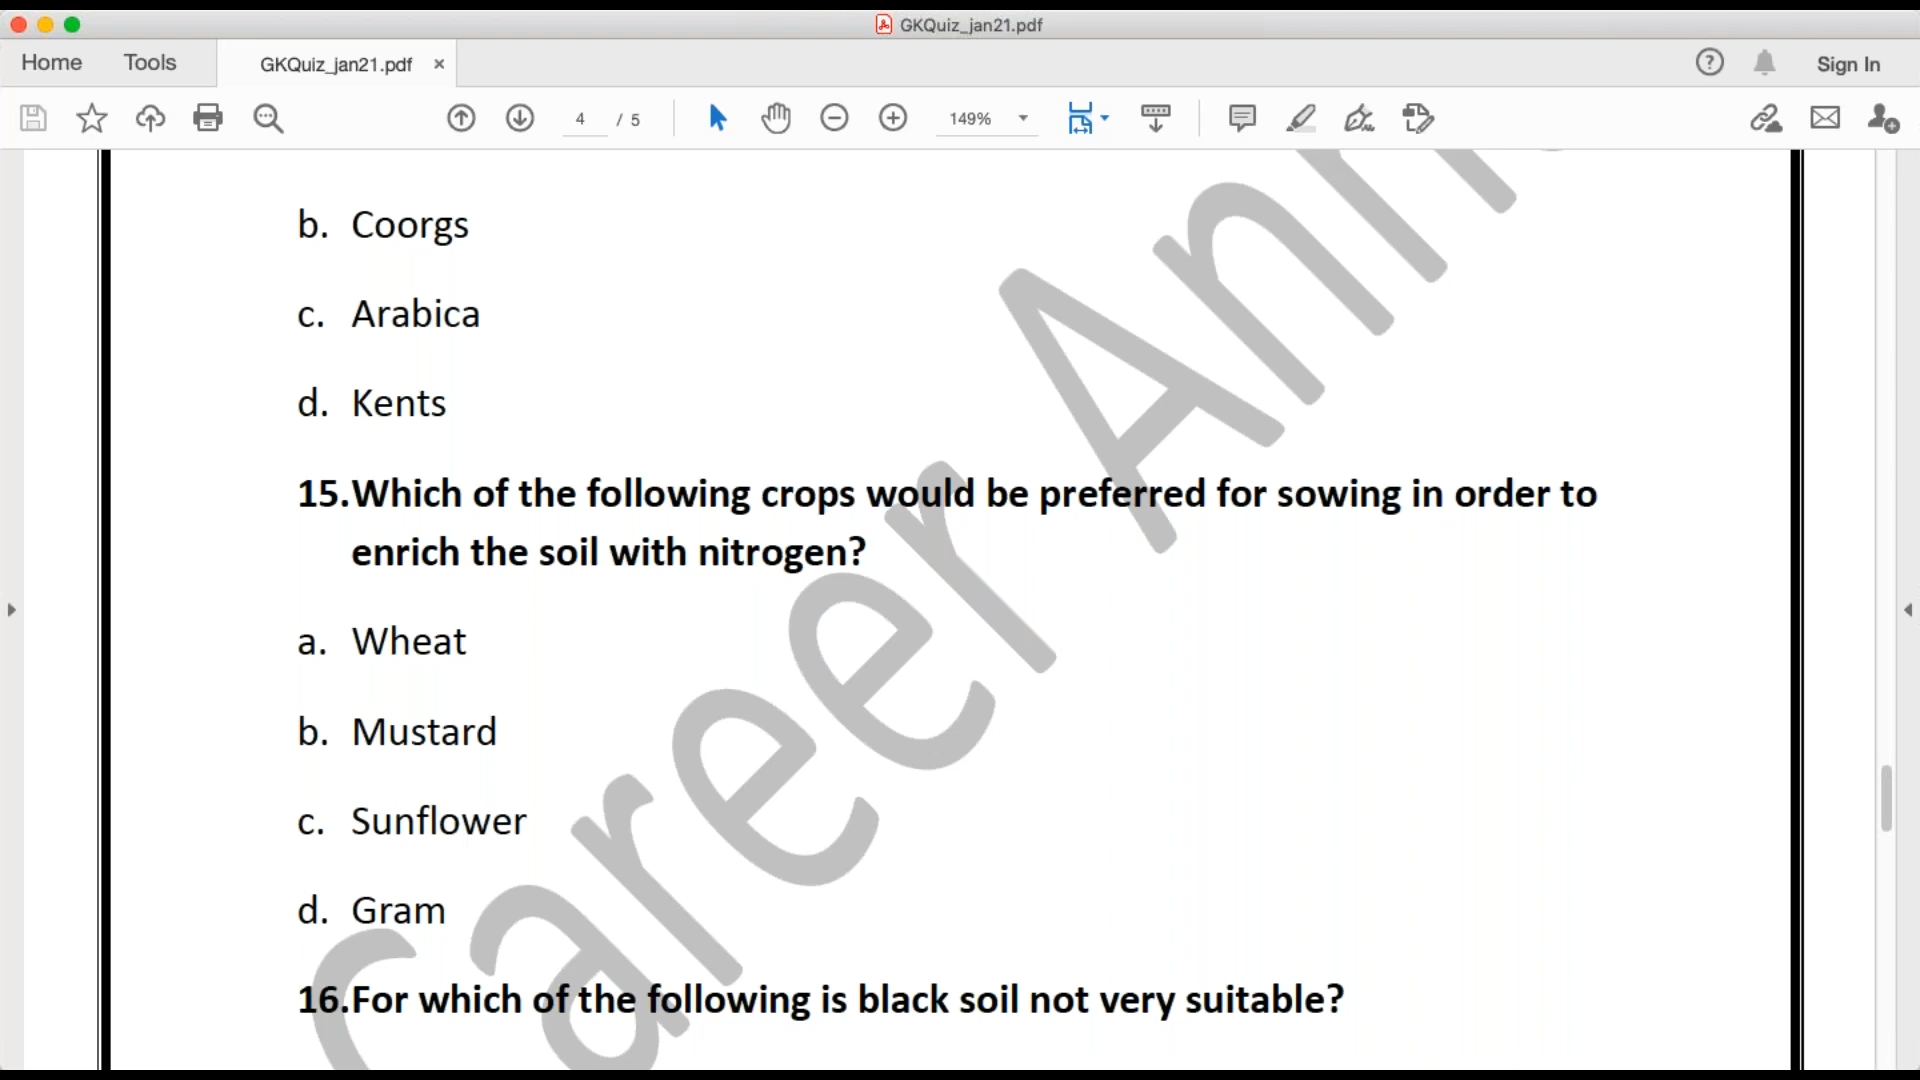 GKQuiz_jan21.pdf
Home Tools GKQuiz_jan21.pdf × Sign In
4 / 5 149%
b. Coorgs
c. Arabica
d. Kents
15.Which of the following crops would be preferred for sowing in order to
enrich the soil with nitrogen?
a. Wheat
b. Mustard
c. Sunflower
d. Gram
16.For which of the following is black soil not very suitable?
Career